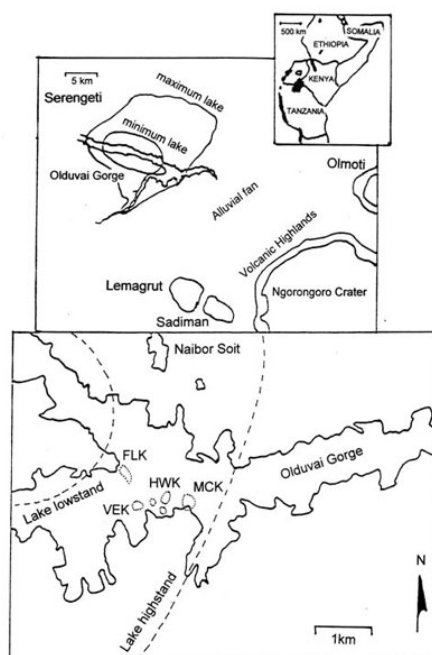 500 km
SOMALIA
ETHIOPIA
KENYA
TANZANIA
5 km
Serengeti
maximum lake
minimum lake
Olduvai Gorge
Alluvial fan
Olmoti
Volcanic Highlands
Lemagrut
Sadiman
Ngorongoro Crater
Naibor Soit
FLK
HWK
MCK
VEK
Olduvai Gorge
Lake lowstand
Lake highstand
N
1km